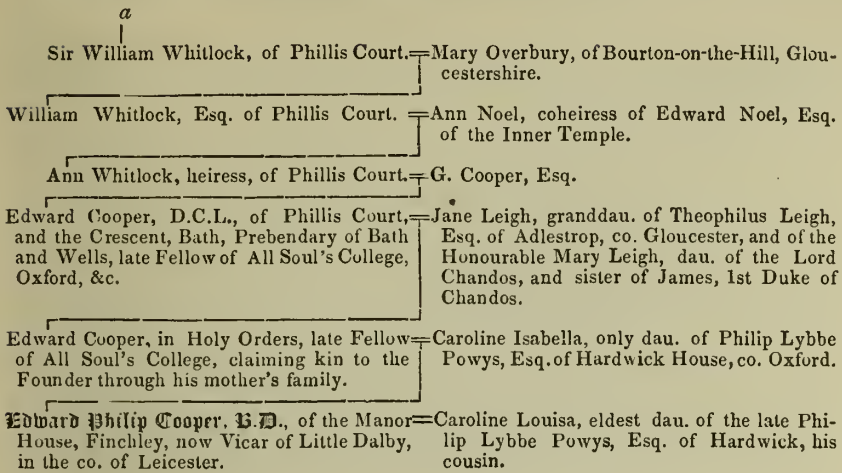 a
Sir William Whitlock, of Phillis Court.=Mary Overbury, of Bourton-on-the-Hill, Glou-
cestershire.
William Whitlock, Esq. of Phillis Court. =Ann Noel, coheiress of Edward Noel, Esq.
of the Inner Temple.
Ann Whitlock, heiress, of Phillis Court.=G. Cooper, Esq.
Edward Cooper, D.C.L., of Phillis Court,
and the Crescent, Bath, Prebendary of Bath
and Wells, late Fellow of All Soul's College,
Oxford, &c.
=Jane Leigh, granddau. of Theophilus Leigh,
Esq. of Adlestrop, co. Gloucester, and of the
Honourable Mary Leigh, dau. of the Lord
Chandos, and sister of James, 1st Duke of
Chandos.
Edward Cooper, in Holy Orders, late Fellow
of All Soul's College, claiming kin to the
Founder through his mother's family.
=Caroline Isabella, only dau. of Philip Lybbe
Powys, Esq. of Hardwick House, co. Oxford.
Edward Philip Cooper, B.D., of the Manor
House, Finchley, now Vicar of Little Dalby,
in the co. of Leicester.
=Caroline Louisa, eldest dau. of the late Phi-
lip Lybbe Powys, Esq. of Hardwick, his
cousin.